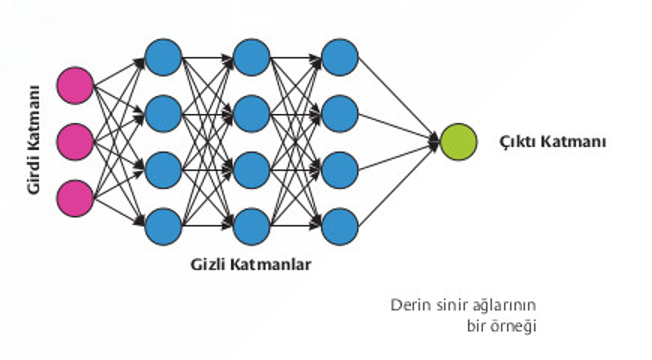 Girdi Katmanı
Çıktı Katmanı
Gizli Katmanlar
Derin sinir ağlarının
bir örneği